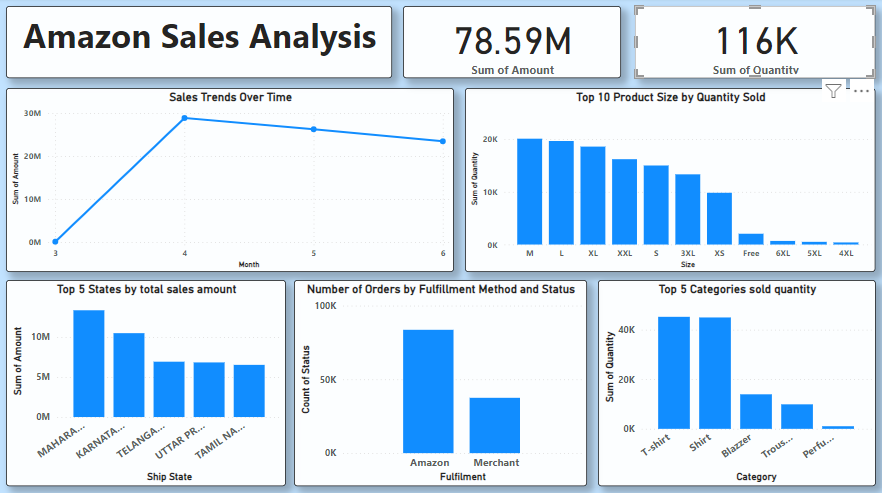 Amazon Sales Analysis
78.59M
Sum of Amount
116K
Sum of Quantity
Sales Trends Over Time
Sum of Amount
30M
20M
10M
0M
3 4 5 6
Month
Top 10 Product Size by Quantity Sold
Sum of Quantity
20K
10K
0K
M L XL XXL S 3XL XS Free 6XL 5XL 4XL
Size
Top 5 States by total sales amount
Sum of Amount
10M
5M
0M
MAHARA... KARNATA... TELANGA... UTTAR PR... TAMIL NA...
Ship State
Number of Orders by Fulfillment Method and Status
Count of Status
100K
50K
0K
Amazon Merchant
Fulfilment
Top 5 Categories sold quantity
Sum of Quantity
40K
20K
0K
T-shirt Shirt Blazzer Trous... Perfu...
Category